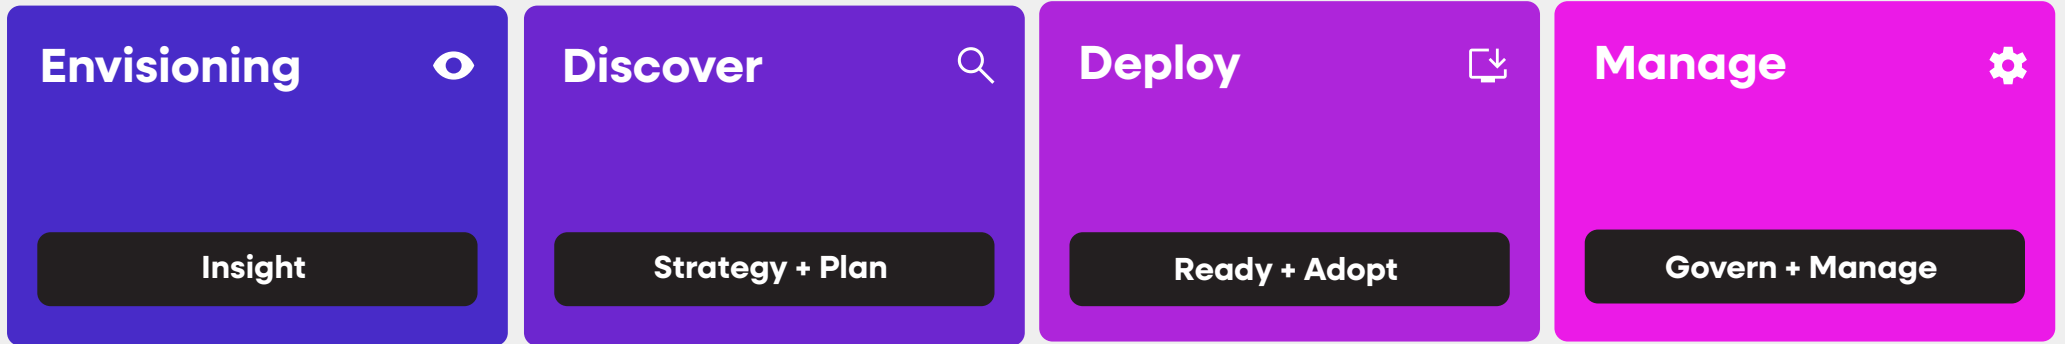 Envisioning
Insight
Discover
Strategy + Plan
Deploy
Ready + Adopt
Manage
Govern + Manage